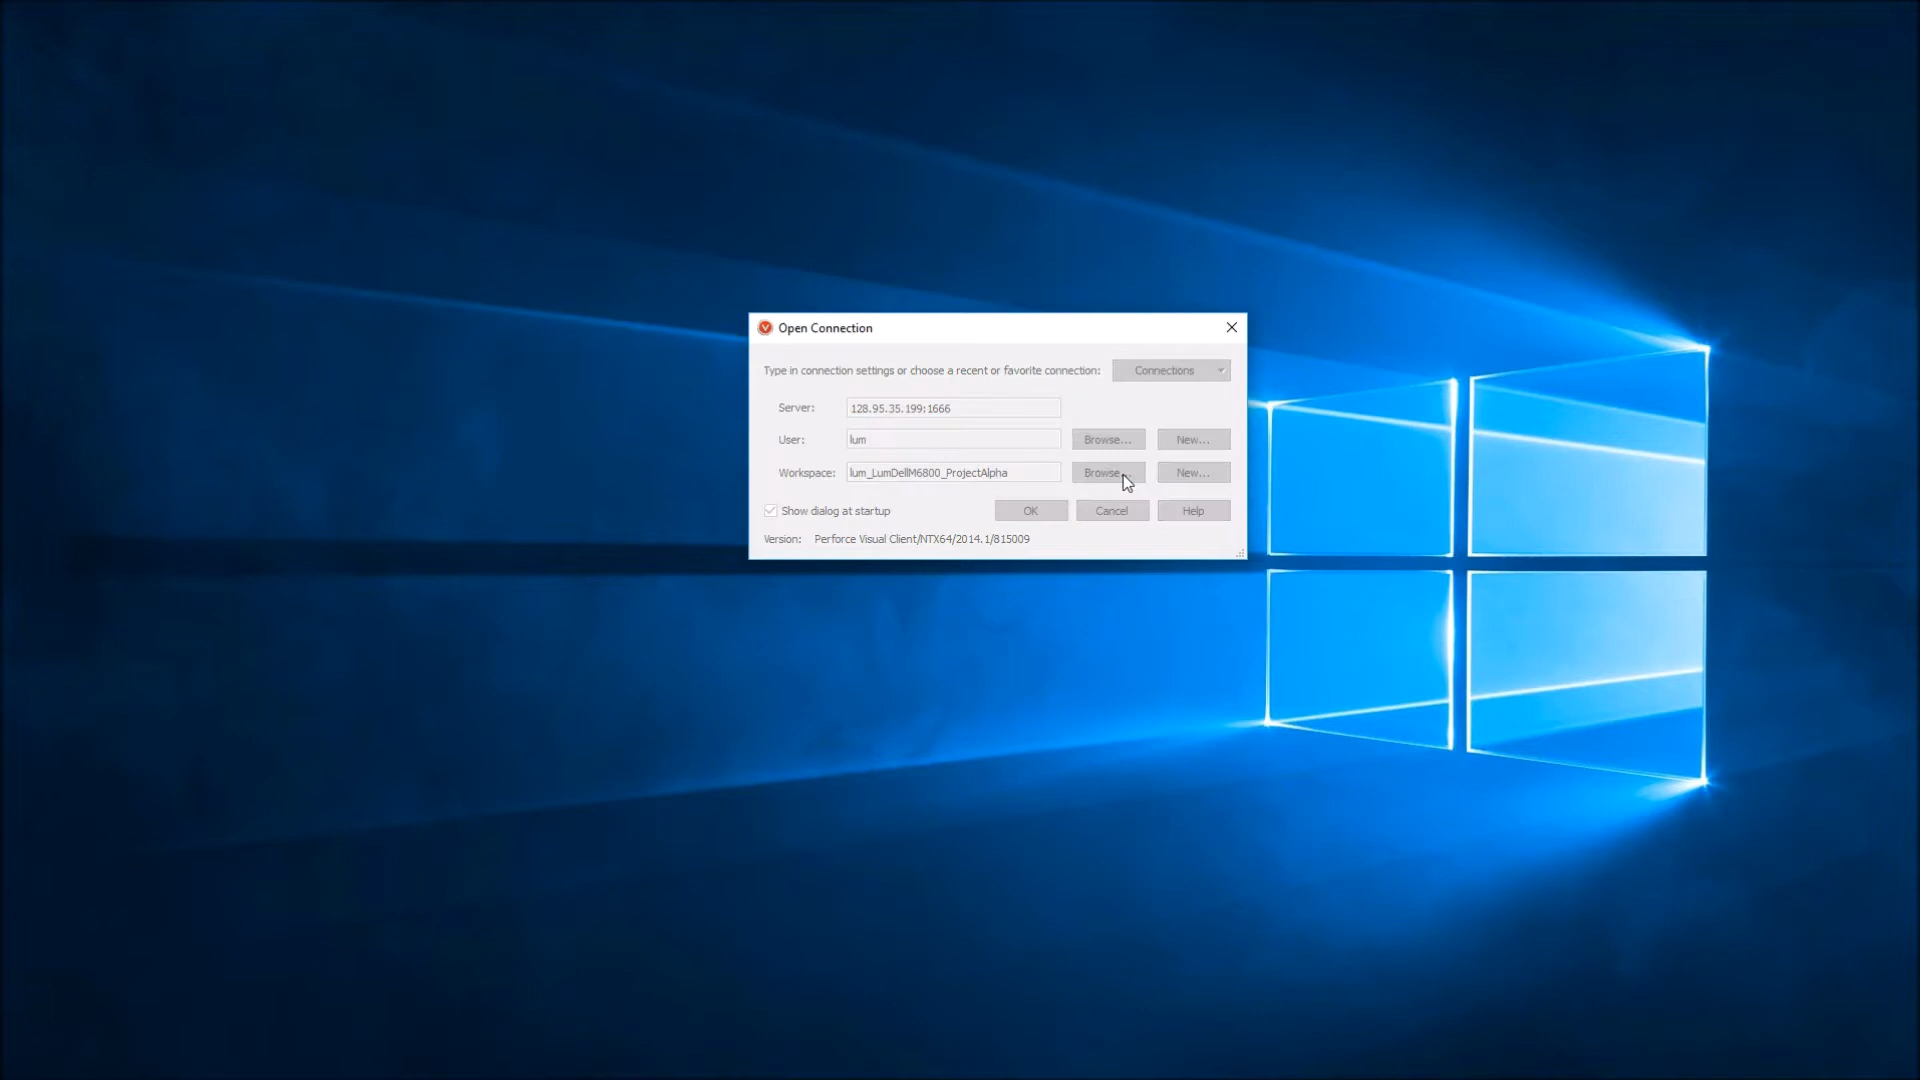 Open Connection
Type in connection settings or choose a recent or favorite connection: Connections
Server: 128.95.35.199:1666
User: lum Browse... New...
Workspace: lum_LumDellM6800_ProjectAlpha Browse... New...
Show dialog at startup OK Cancel Help
Version: Perforce Visual Client/NTX64/2014.1/815009